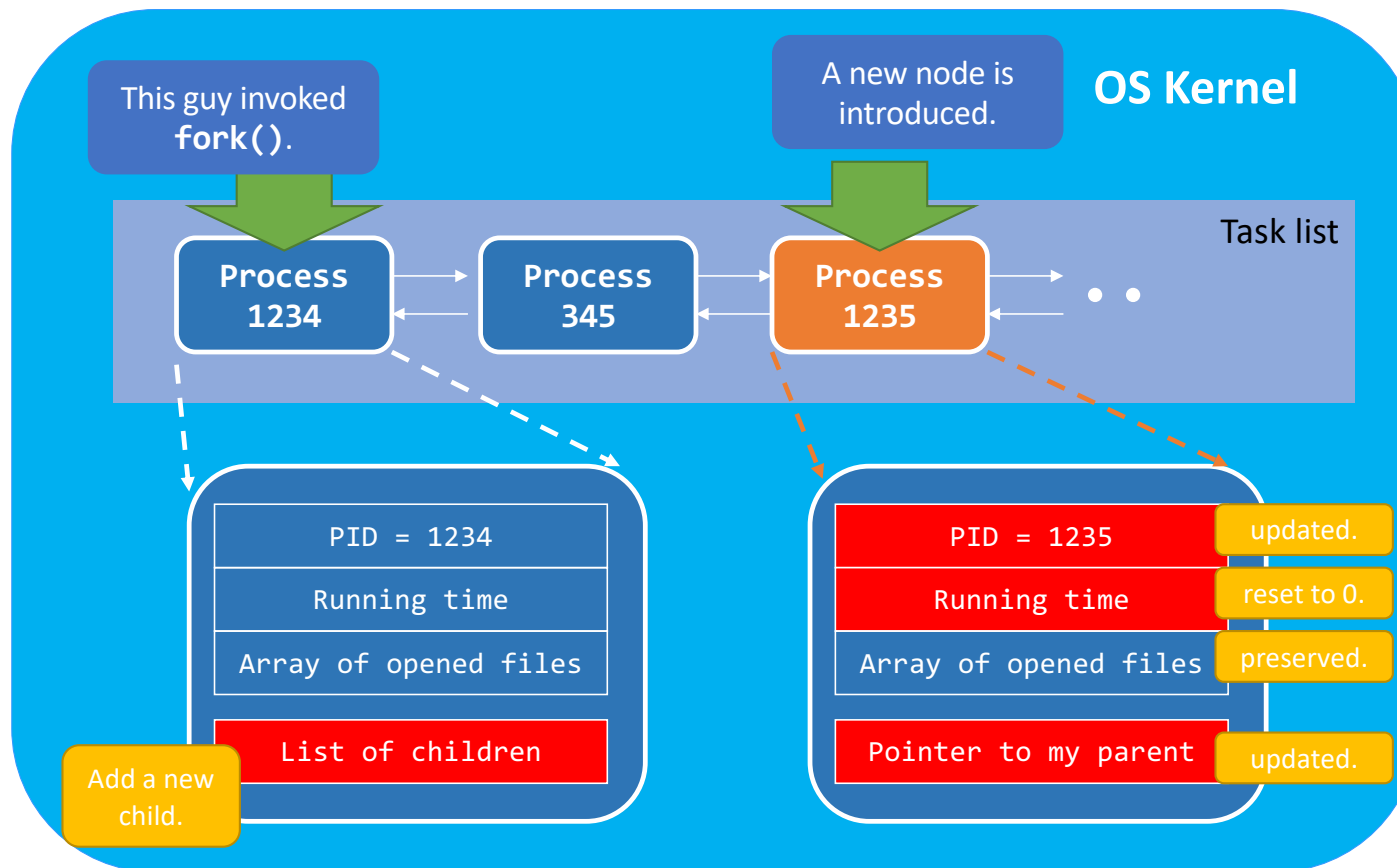 This guy invoked
fork().
A new node is
introduced.
OS Kernel
Task list
Process
1234
Process
345
Process
1235
PID = 1234
Running time
Array of opened files
List of children
Add a new
child.
PID = 1235
updated.
Running time
reset to 0.
Array of opened files
preserved.
Pointer to my parent
updated.